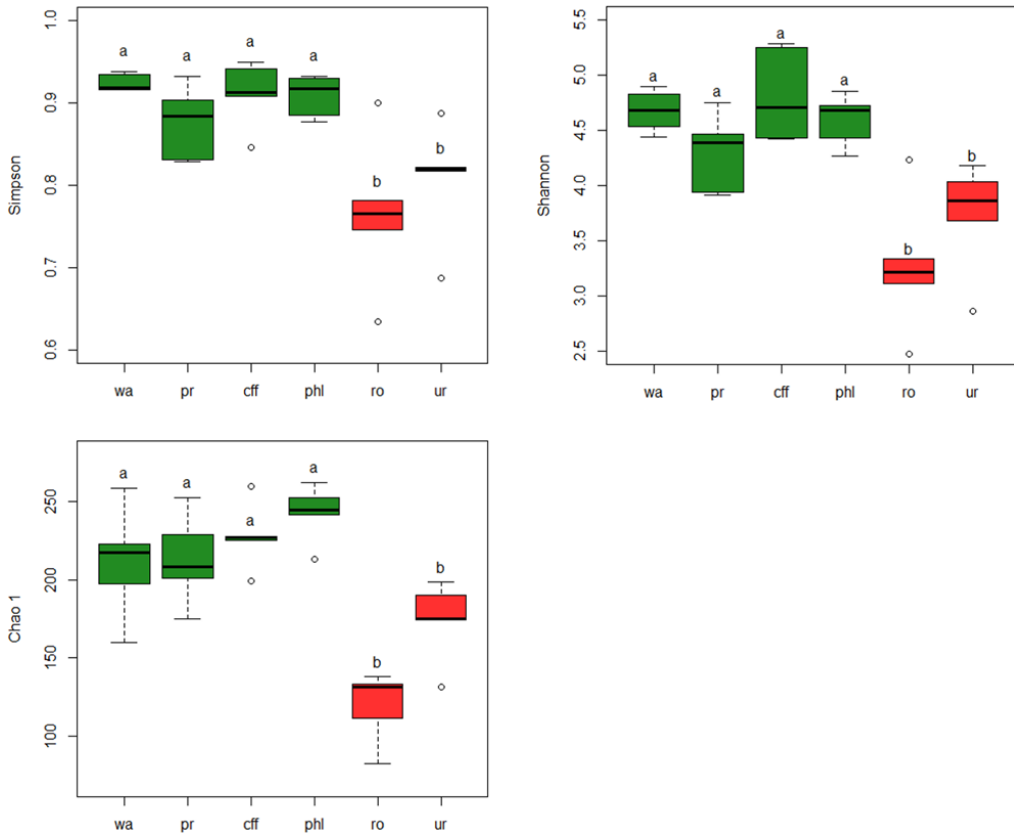 Simpson
1.0
0.9
0.8
0.7
0.6
a
a
a
a
b
b
wa pr cff phl ro ur
Shannon
5.5
5.0
4.5
4.0
3.5
3.0
2.5
a
a
a
a
b
b
wa pr cff phl ro ur
Chao 1
250
200
150
100
a
a
a
a
b
b
wa pr cff phl ro ur